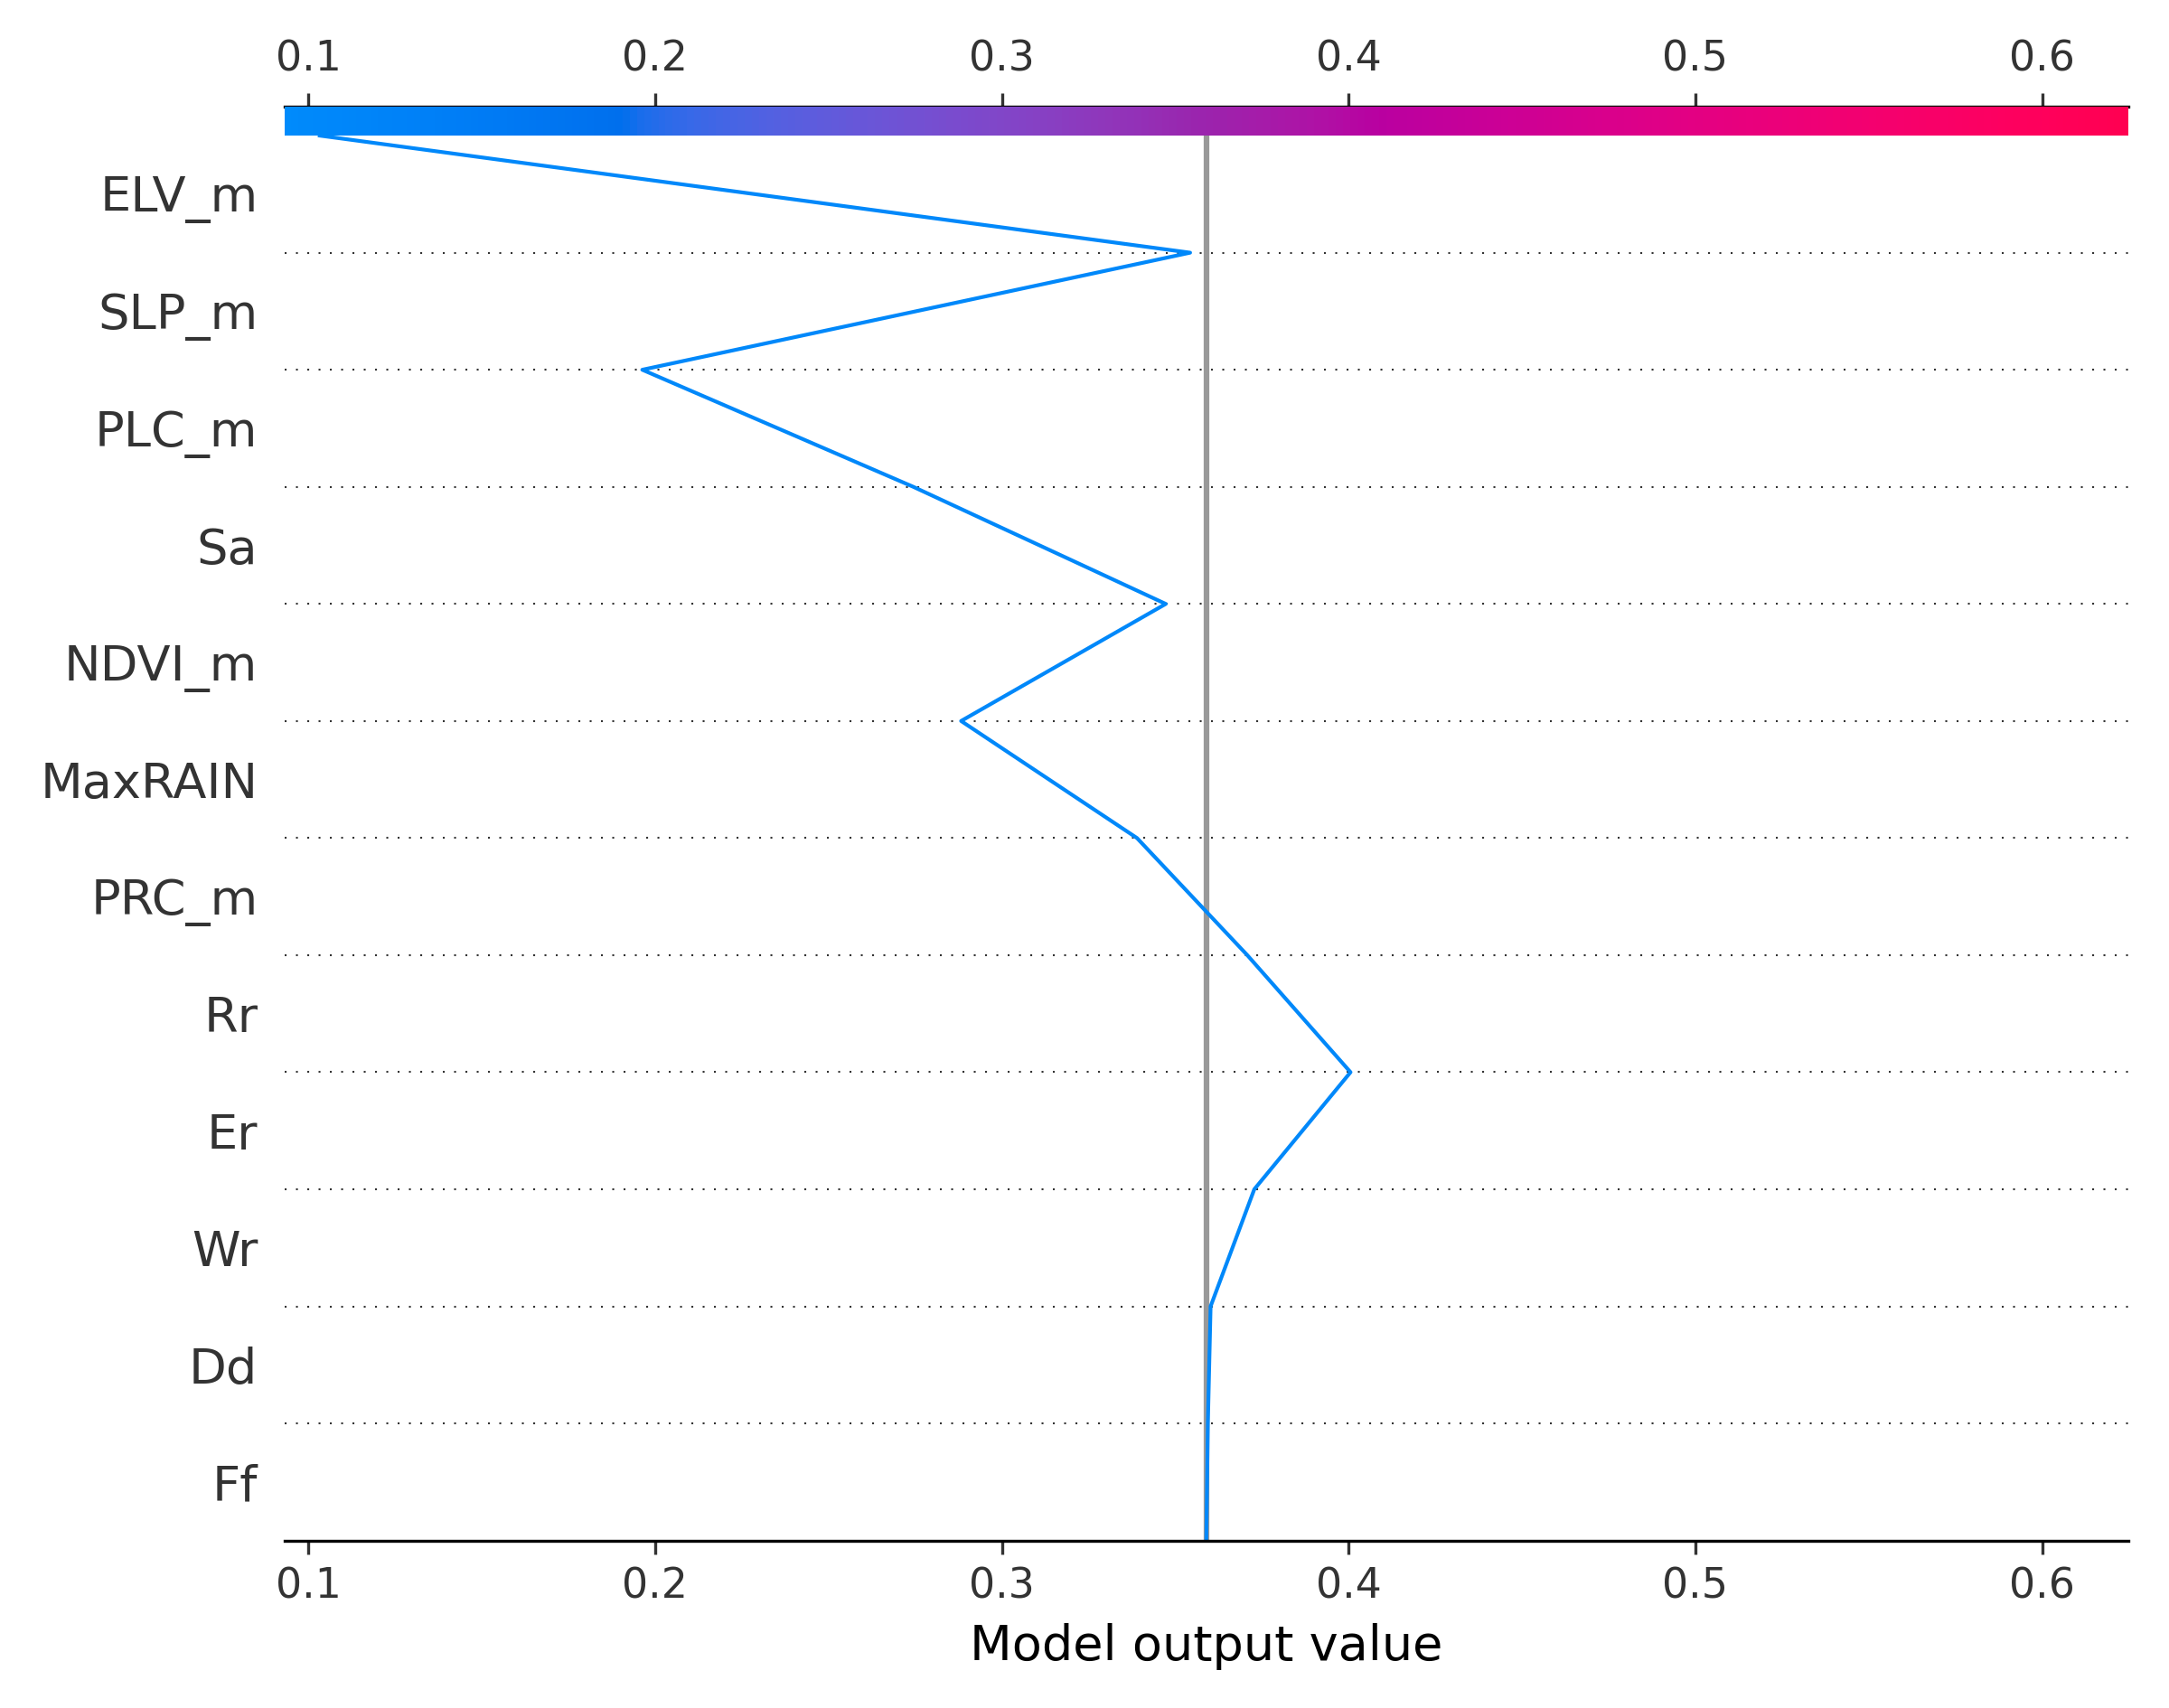 0.1 0.2 0.3 0.4 0.5 0.6
ELV_m
SLP_m
PLC_m
Sa
NDVI_m
MaxRAIN
PRC_m
Rr
Er
Wr
Dd
Ff
0.1 0.2 0.3 0.4 0.5 0.6
Model output value